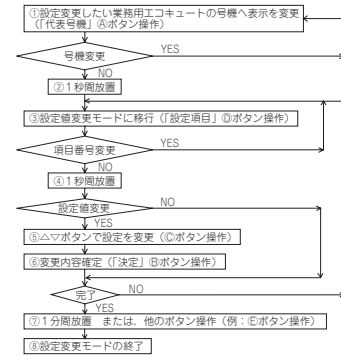 ①設定変更したい業務用エコキュートの号機へ表示を変更
(「代表号機」Ⓐボタン操作)
号機変更
YES
NO
②1秒間放置
③設定値変更モードに移行(「設定項目」Ⓓボタン操作)
項目番号変更
YES
NO
④1秒間放置
設定値変更
NO
YES
⑤△▽ボタンで設定を変更(Ⓒボタン操作)
⑥変更内容確定(「決定」Ⓑボタン操作)
完了
NO
YES
⑦1分間放置 または、他のボタン操作(例:Ⓔボタン操作)
⑧設定変更モードの終了